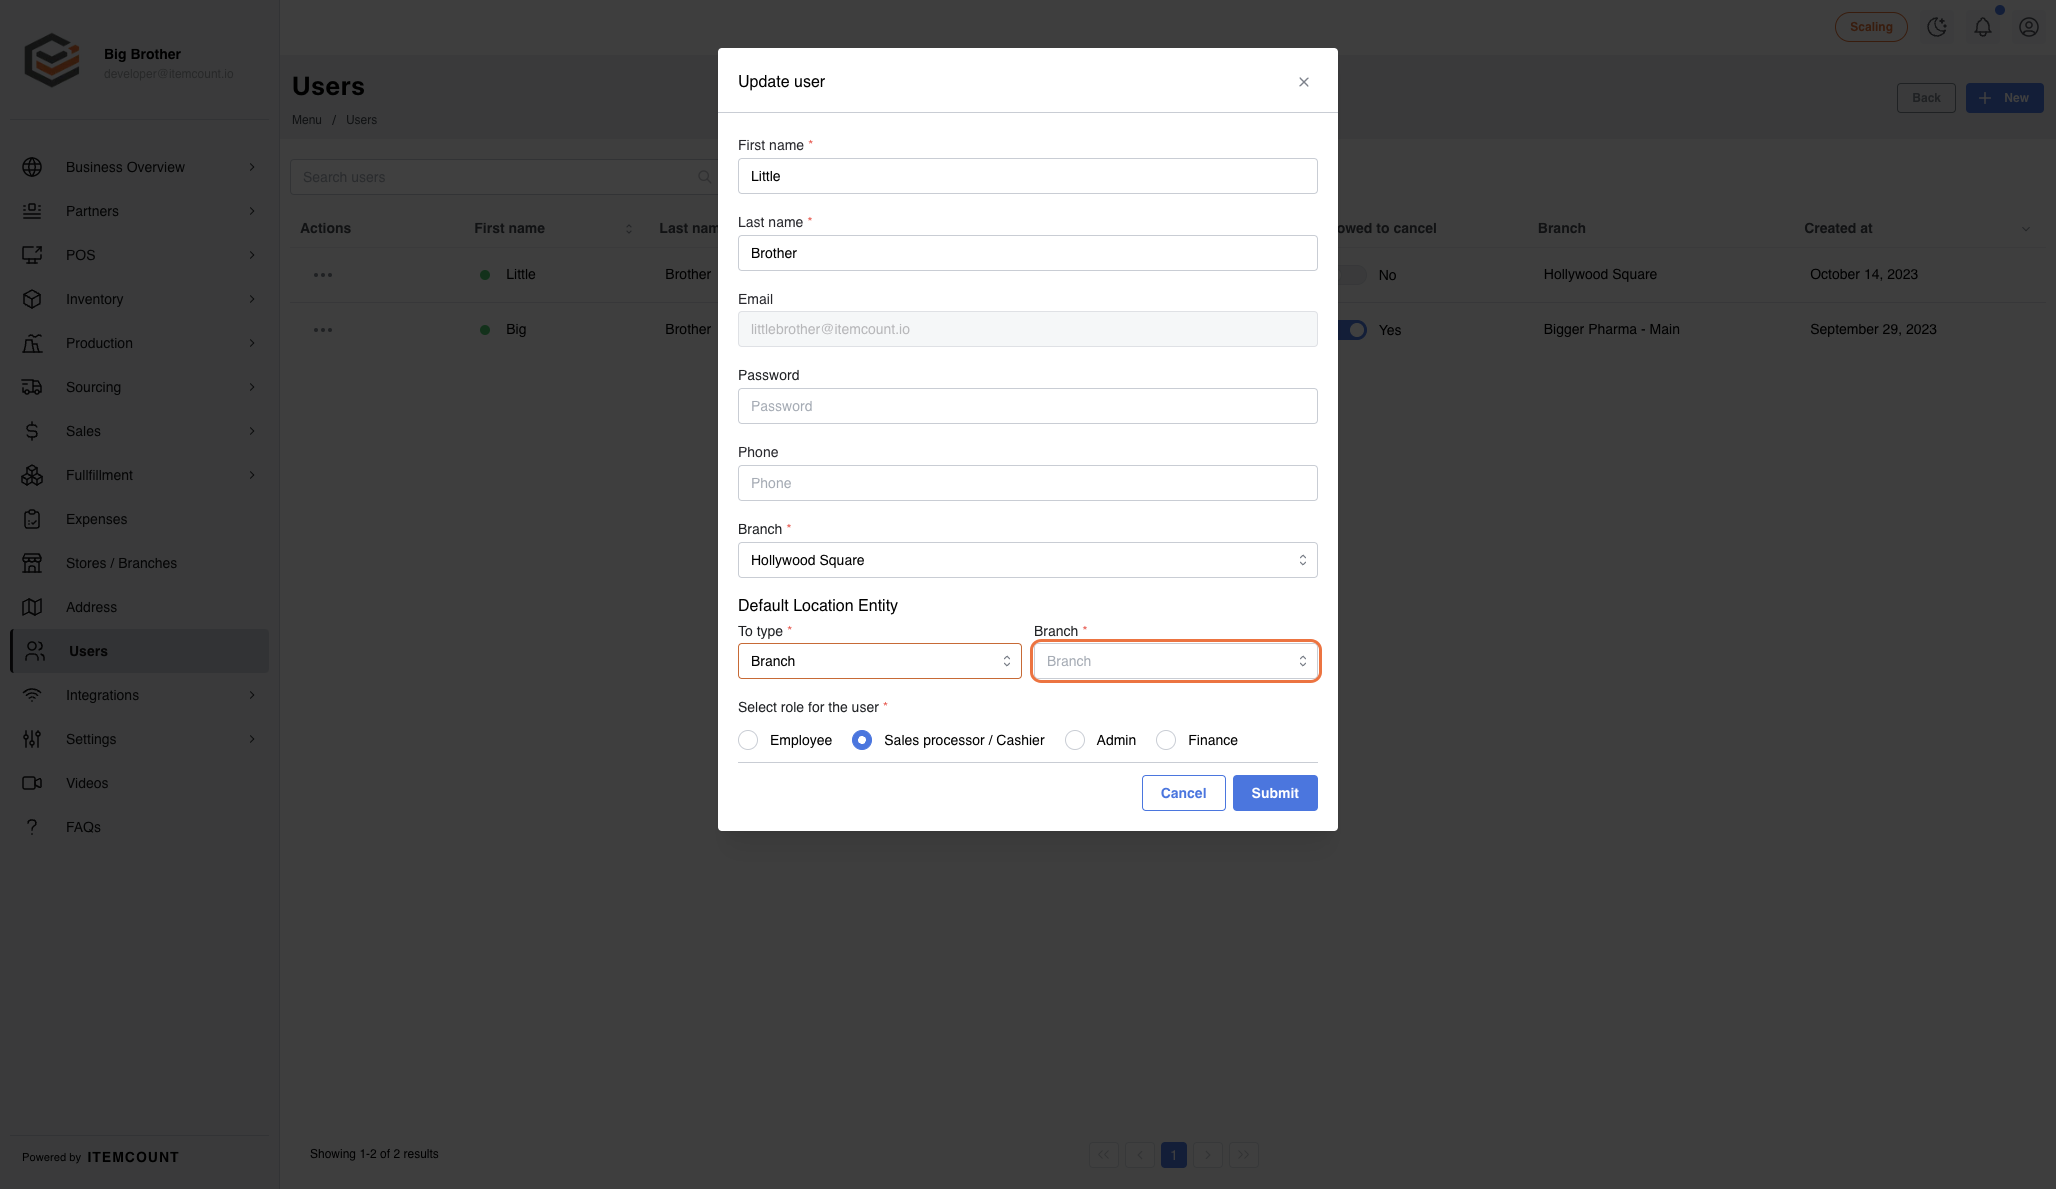 Big Brother
developer@itemcount.io
Business Overview
Partners
POS
Inventory
Production
Sourcing
Sales
Fullfillment
Expenses
Stores / Branches
Address
Users
Integrations
Settings
Videos
FAQs
Powered by ITEMCOUNT
Scaling
Users
Menu / Users
Back
+ New
Search users
Actions First name Last nam owed to cancel Branch Created at
Little Brother No Hollywood Square October 14, 2023
Big Brother Yes Bigger Pharma - Main September 29, 2023
Showing 1-2 of 2 results
<< < 1 > >>
Update user
First name *
Little
Last name *
Brother
Email
littlebrother@itemcount.io
Password
Password
Phone
Phone
Branch *
Hollywood Square
Default Location Entity
To type * Branch *
Branch Branch
Select role for the user *
Employee Sales processor / Cashier Admin Finance
Cancel Submit